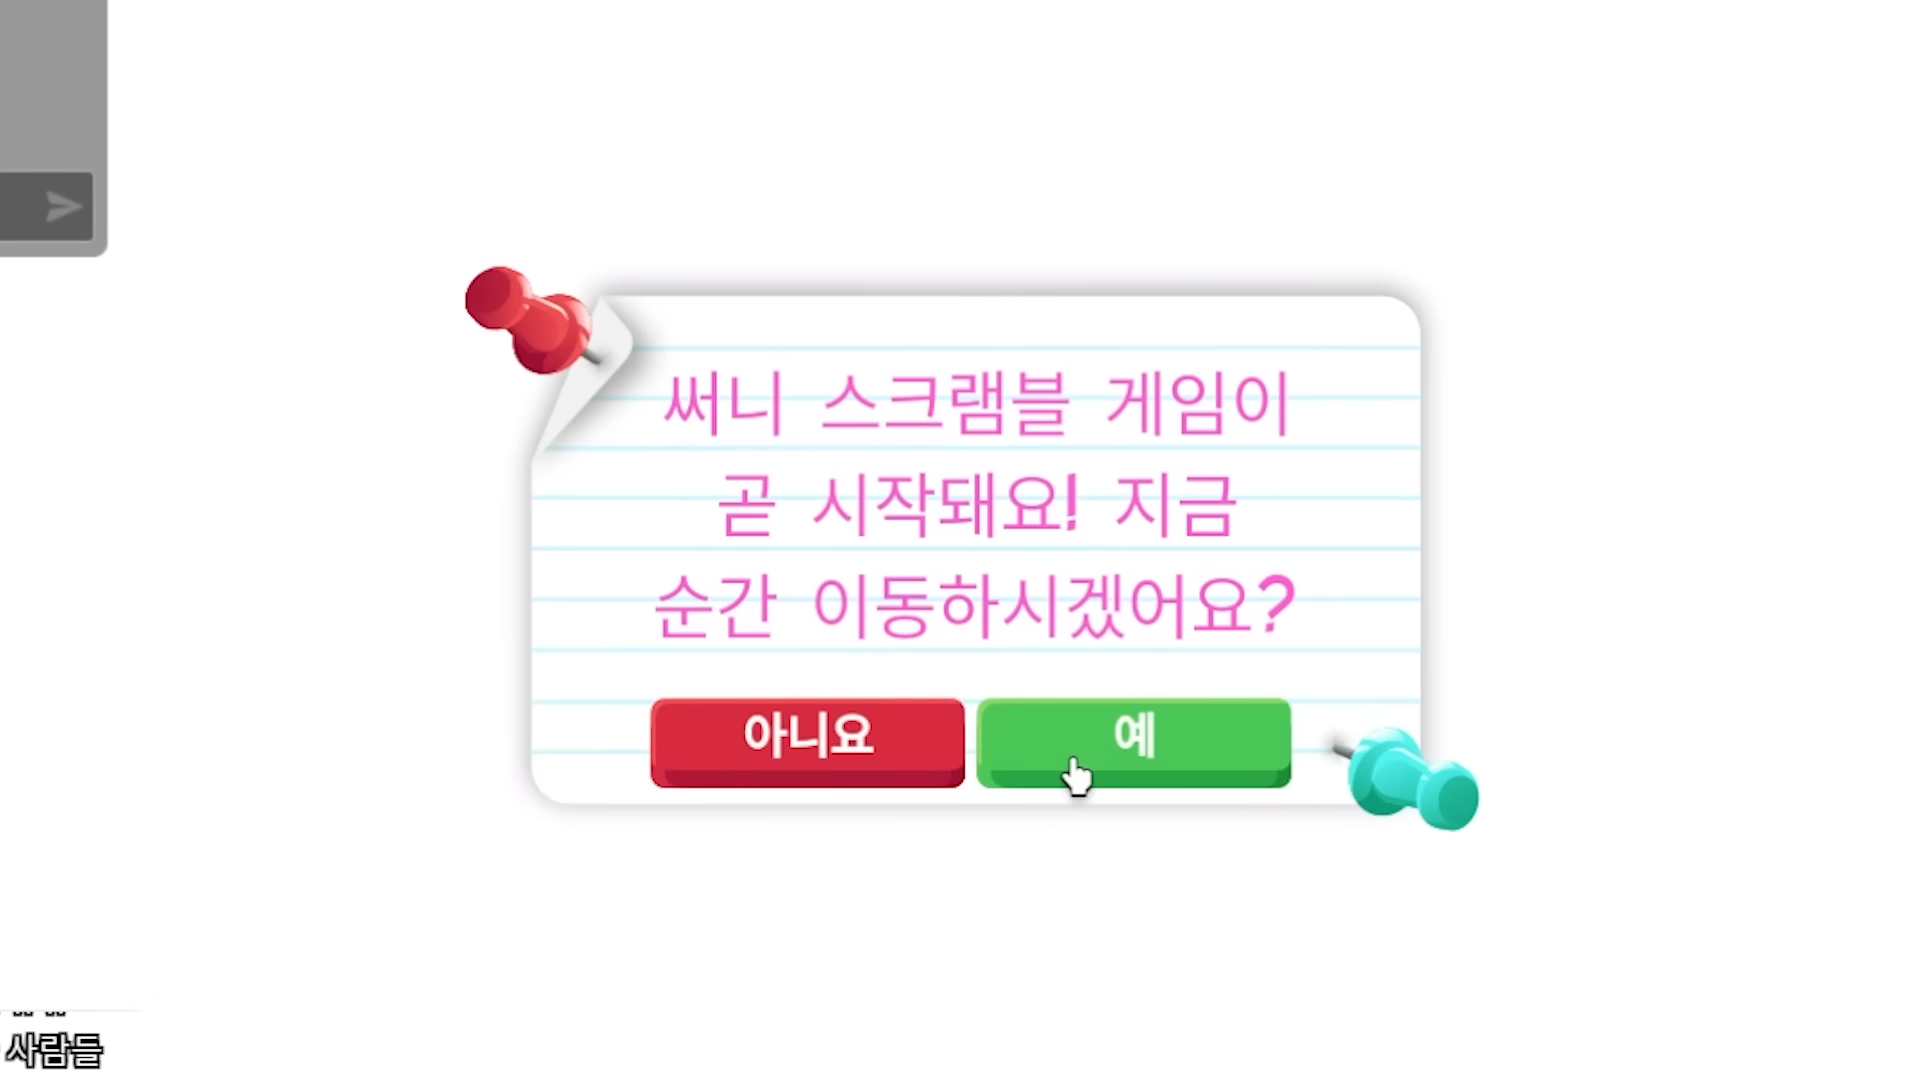 써니 스크램블 게임이
곧 시작돼요! 지금
순간 이동하시겠어요?
아니요
예
사람들